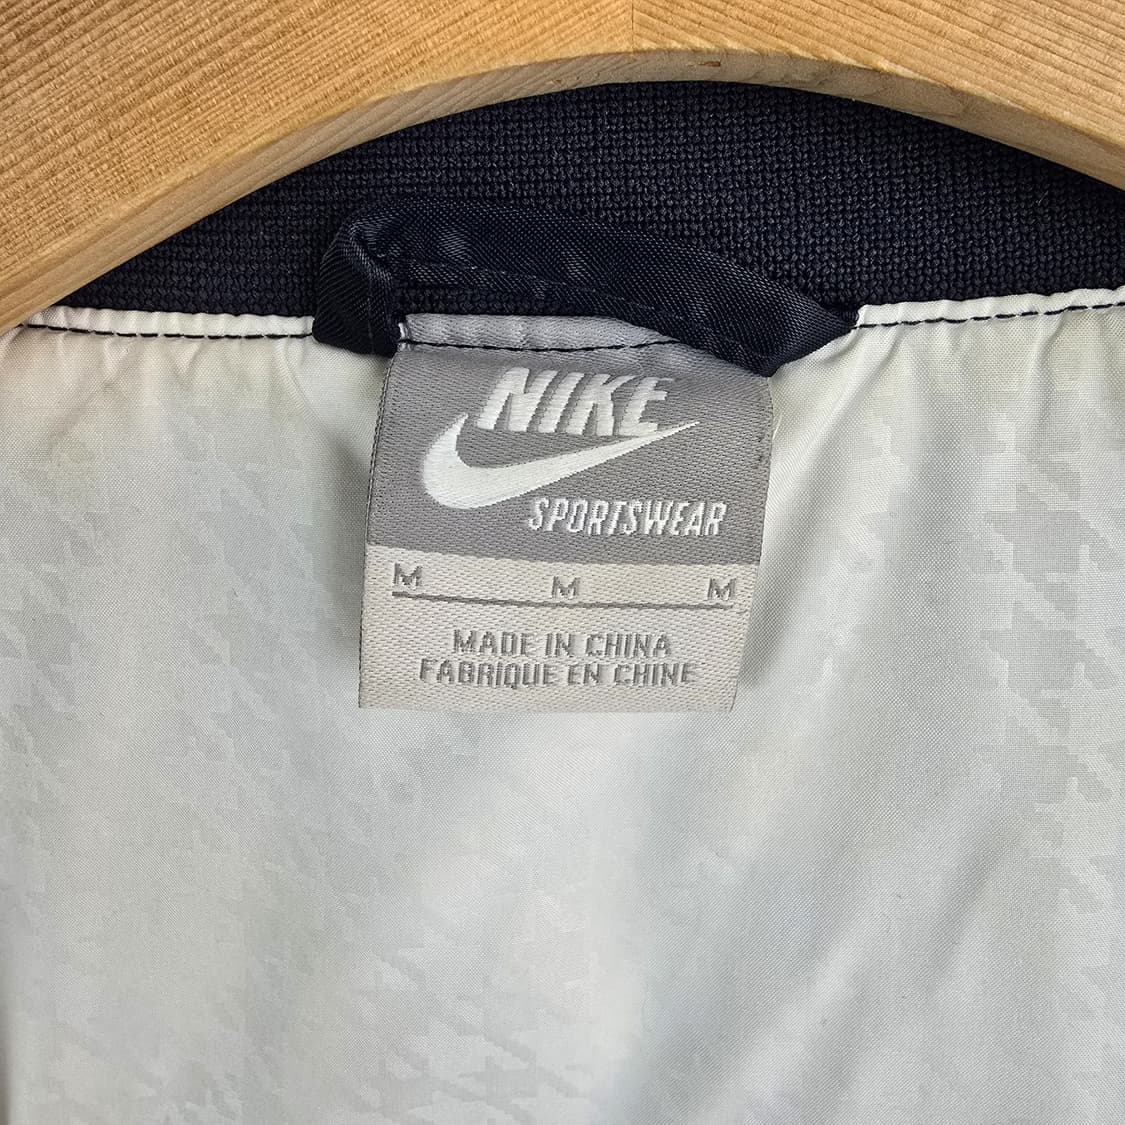 NIKE
SPORTSWEAR
M M M
MADE IN CHINA
FABRIQUE EN CHINE